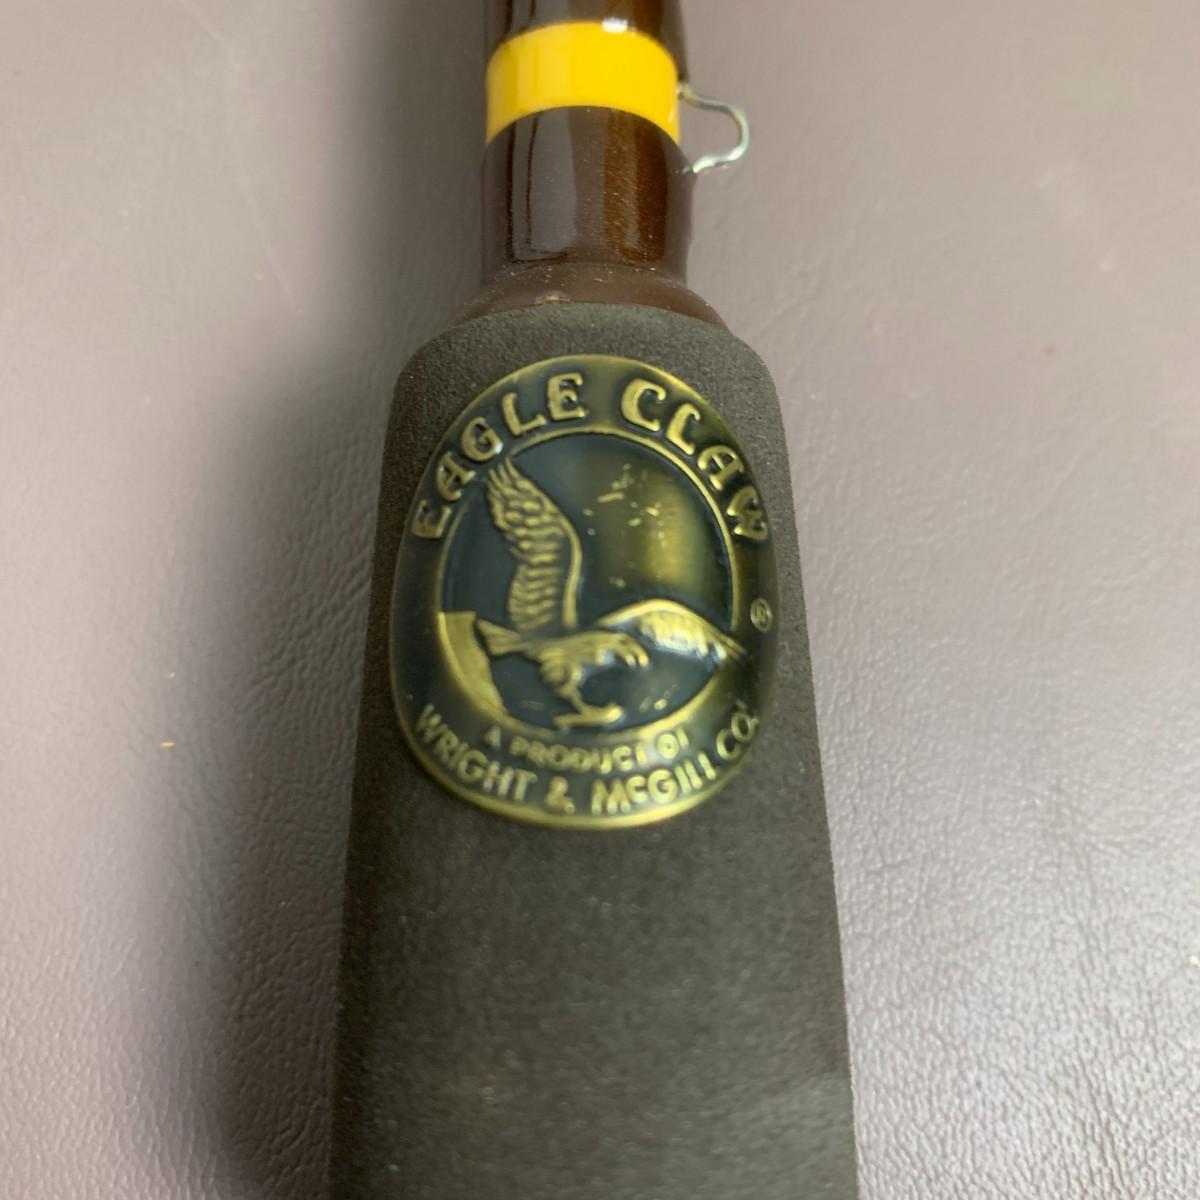 EAGLE CLAW
®
A PRODUCT OF
WRIGHT & McGILL CO.